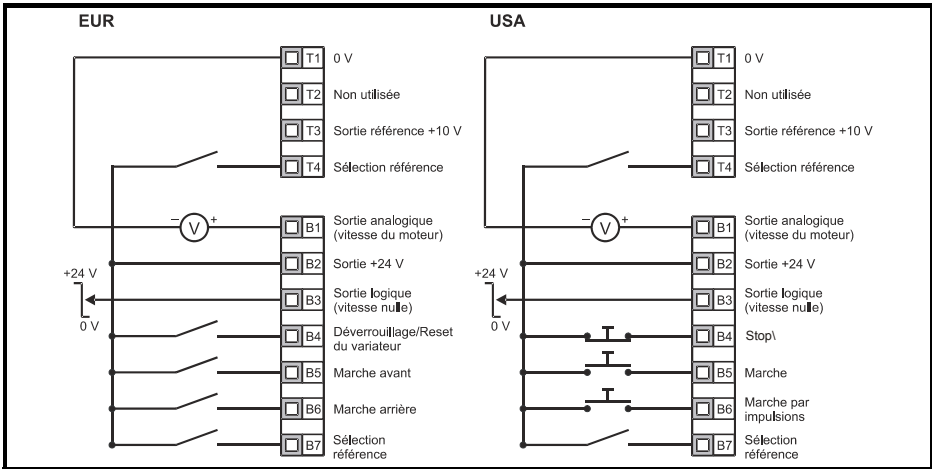 EUR
T1 0 V
T2 Non utilisée
T3 Sortie référence +10 V
T4 Sélection référence
− V +
B1 Sortie analogique
(vitesse du moteur)
B2 Sortie +24 V
+24 V
0 V
B3 Sortie logique
(vitesse nulle)
B4 Déverrouillage/Reset
du variateur
B5 Marche avant
B6 Marche arrière
B7 Sélection
référence
USA
T1 0 V
T2 Non utilisée
T3 Sortie référence +10 V
T4 Sélection référence
− V +
B1 Sortie analogique
(vitesse du moteur)
B2 Sortie +24 V
+24 V
0 V
B3 Sortie logique
(vitesse nulle)
B4 Stop\
B5 Marche
B6 Marche par
impulsions
B7 Sélection
référence